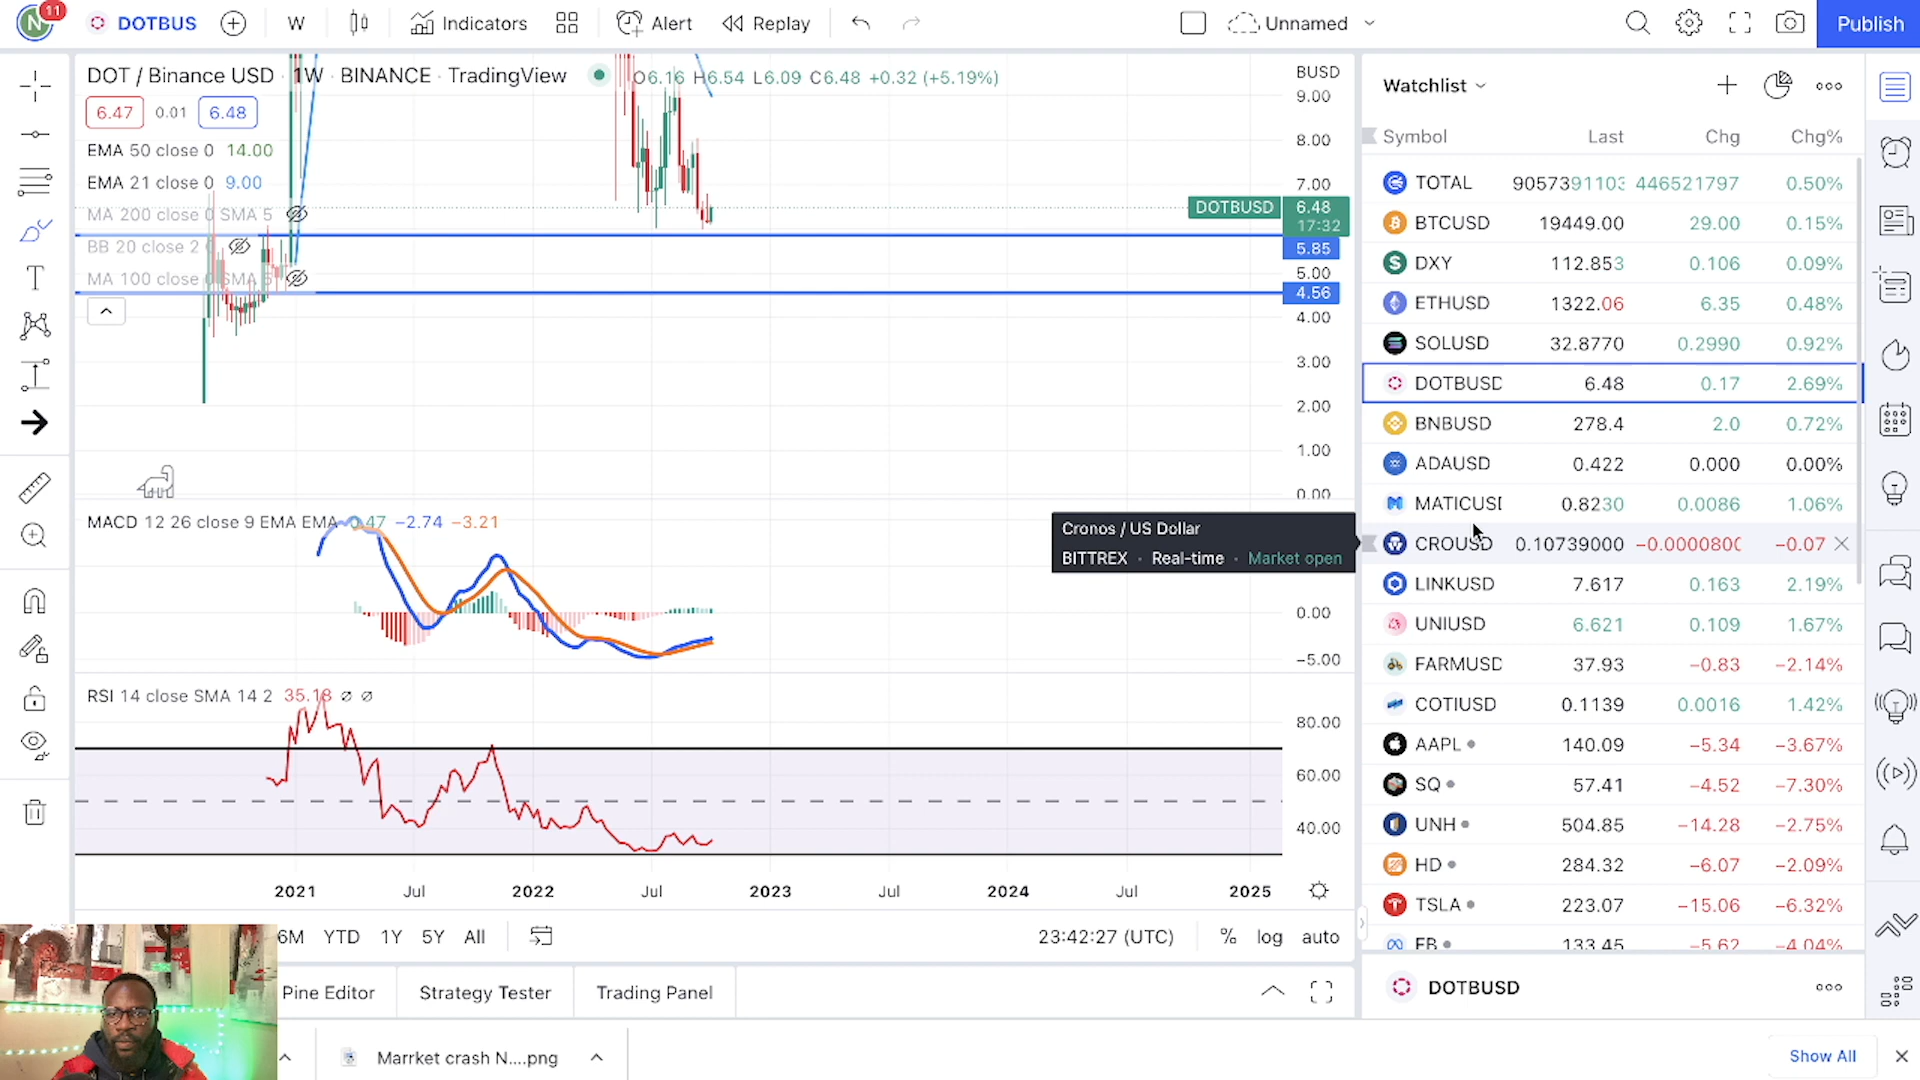 N 11 DOTBUS W Indicators Alert Replay Unnamed Publish
DOT / Binance USD · 1W · BINANCE · TradingView O6.16 H6.54 L6.09 C6.48 +0.32 (+5.19%)
6.47 0.01 6.48
EMA 50 close 0 14.00
EMA 21 close 0 9.00
MA 200 close 0 SMA 5
BB 20 close 2 0
MA 100 close 0 SMA 5
BUSD
9.00
8.00
7.00
DOTBUSD 6.48
17:32
5.85
5.00
4.56
4.00
3.00
2.00
1.00
0.00
MACD 12 26 close 9 EMA EMA 0.47 −2.74 −3.21
0.00
−5.00
Cronos / US Dollar
BITTREX · Real-time · Market open
RSI 14 close SMA 14 2 35.18 ø ø
80.00
60.00
40.00
2021 Jul 2022 Jul 2023 Jul 2024 Jul 2025
6M YTD 1Y 5Y All 23:42:27 (UTC) % log auto
Pine Editor Strategy Tester Trading Panel
Marrket crash N....png Show All
Watchlist
Symbol Last Chg Chg%
TOTAL 9057391103 446521797 0.50%
BTCUSD 19449.00 29.00 0.15%
DXY 112.853 0.106 0.09%
ETHUSD 1322.06 6.35 0.48%
SOLUSD 32.8770 0.2990 0.92%
DOTBUSD 6.48 0.17 2.69%
BNBUSD 278.4 2.0 0.72%
ADAUSD 0.422 0.000 0.00%
MATICUSD 0.8230 0.0086 1.06%
CROUSD 0.10739000 −0.0000800 −0.07
LINKUSD 7.617 0.163 2.19%
UNIUSD 6.621 0.109 1.67%
FARMUSD 37.93 −0.83 −2.14%
COTIUSD 0.1139 0.0016 1.42%
AAPL 140.09 −5.34 −3.67%
SQ 57.41 −4.52 −7.30%
UNH 504.85 −14.28 −2.75%
HD 284.32 −6.07 −2.09%
TSLA 223.07 −15.06 −6.32%
FB 133.45 −5.62 −4.04%
DOTBUSD